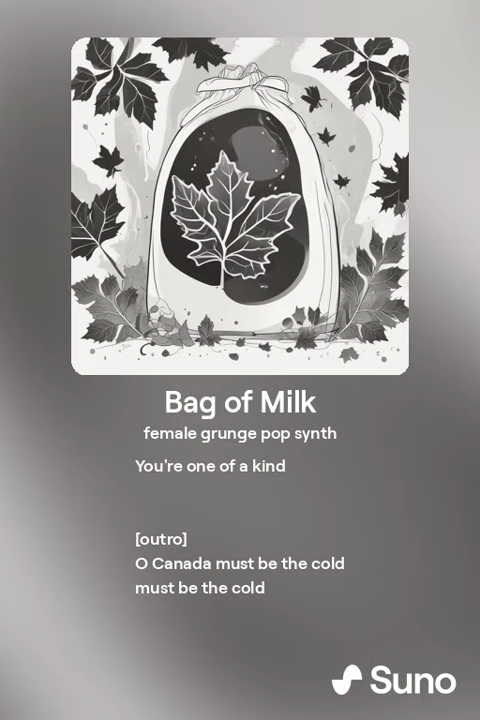 Bag of Milk
female grunge pop synth
You're one of a kind
[outro]
O Canada must be the cold
must be the cold
Suno